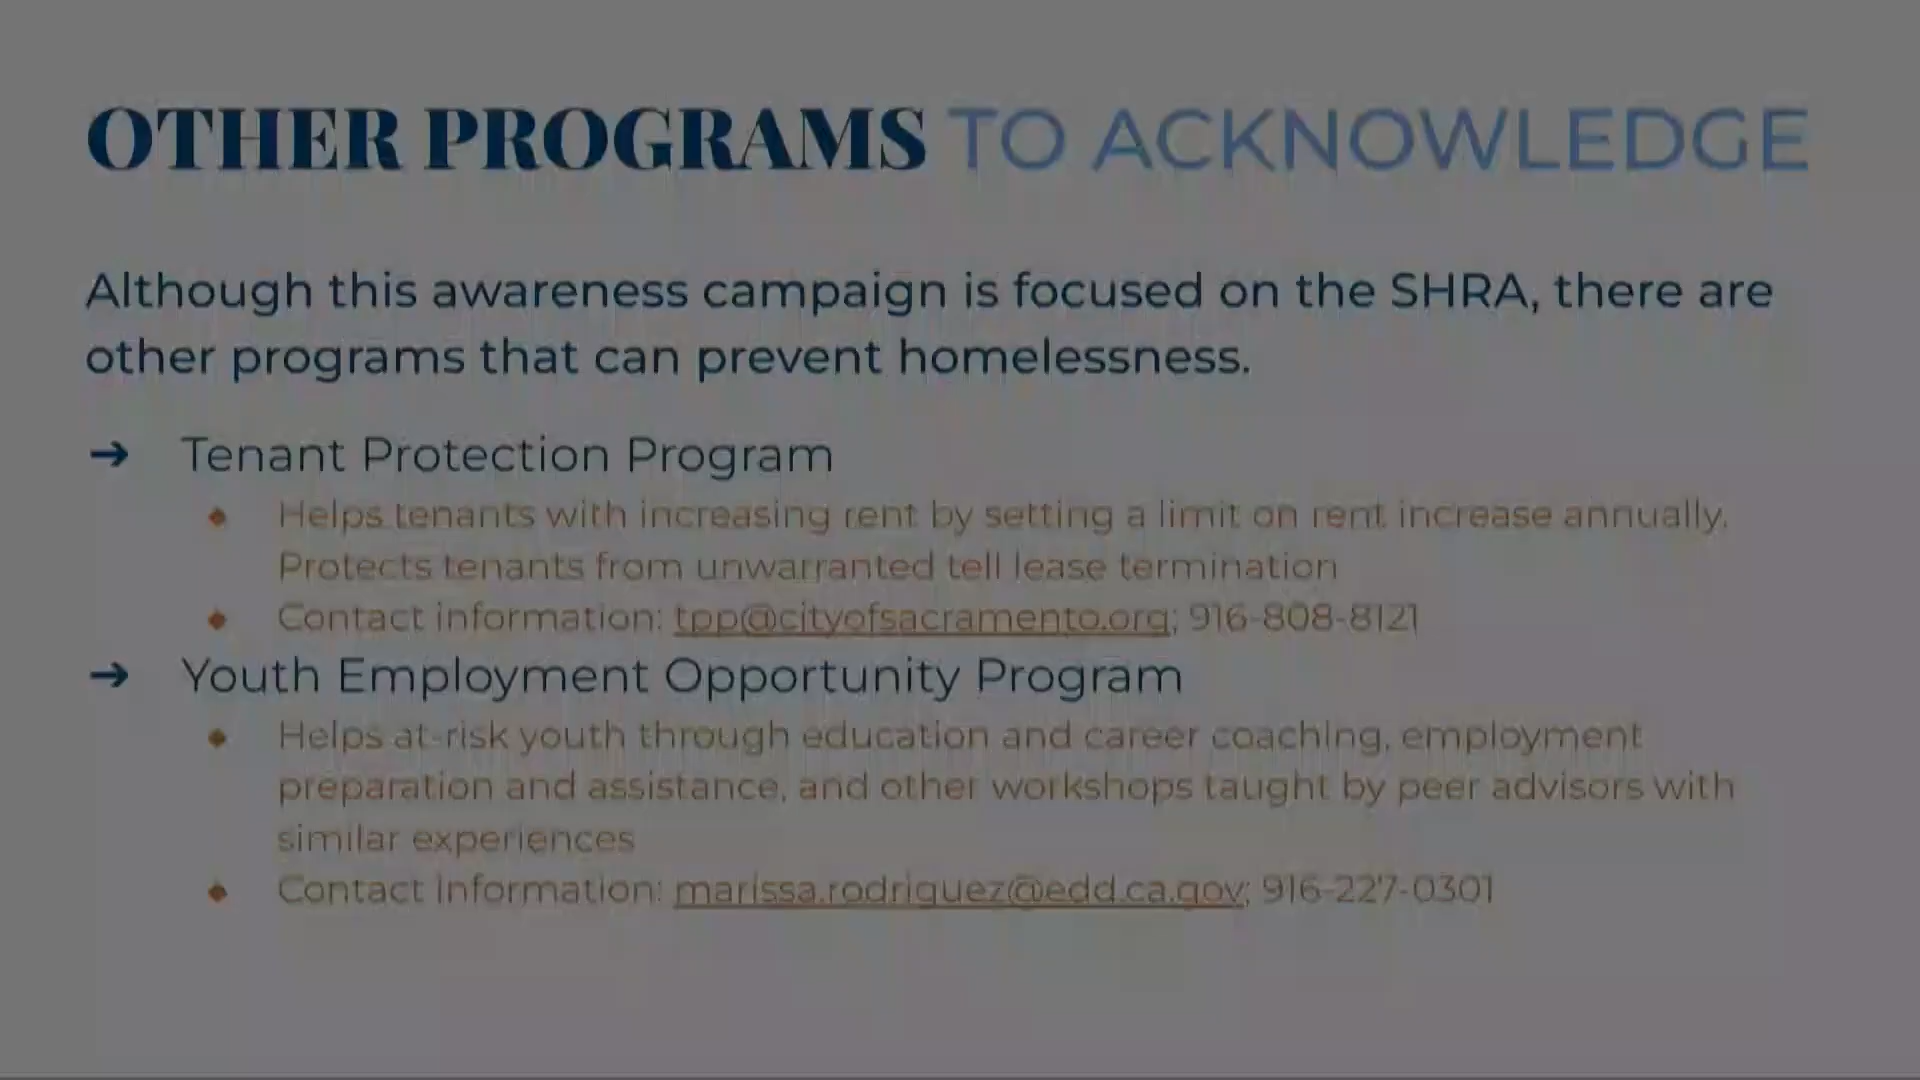 OTHER PROGRAMS TO ACKNOWLEDGE
Although this awareness campaign is focused on the SHRA, there are
other programs that can prevent homelessness.
➔ Tenant Protection Program
◆ Helps tenants with increasing rent by setting a limit on rent increase annually.
Protects tenants from unwarranted tell lease termination
◆ Contact information: tpp@cityofsacramento.org; 916-808-8121
➔ Youth Employment Opportunity Program
◆ Helps at-risk youth through education and career coaching, employment
preparation and assistance, and other workshops taught by peer advisors with
similar experiences
◆ Contact information: marissa.rodriguez@edd.ca.gov; 916-227-0301